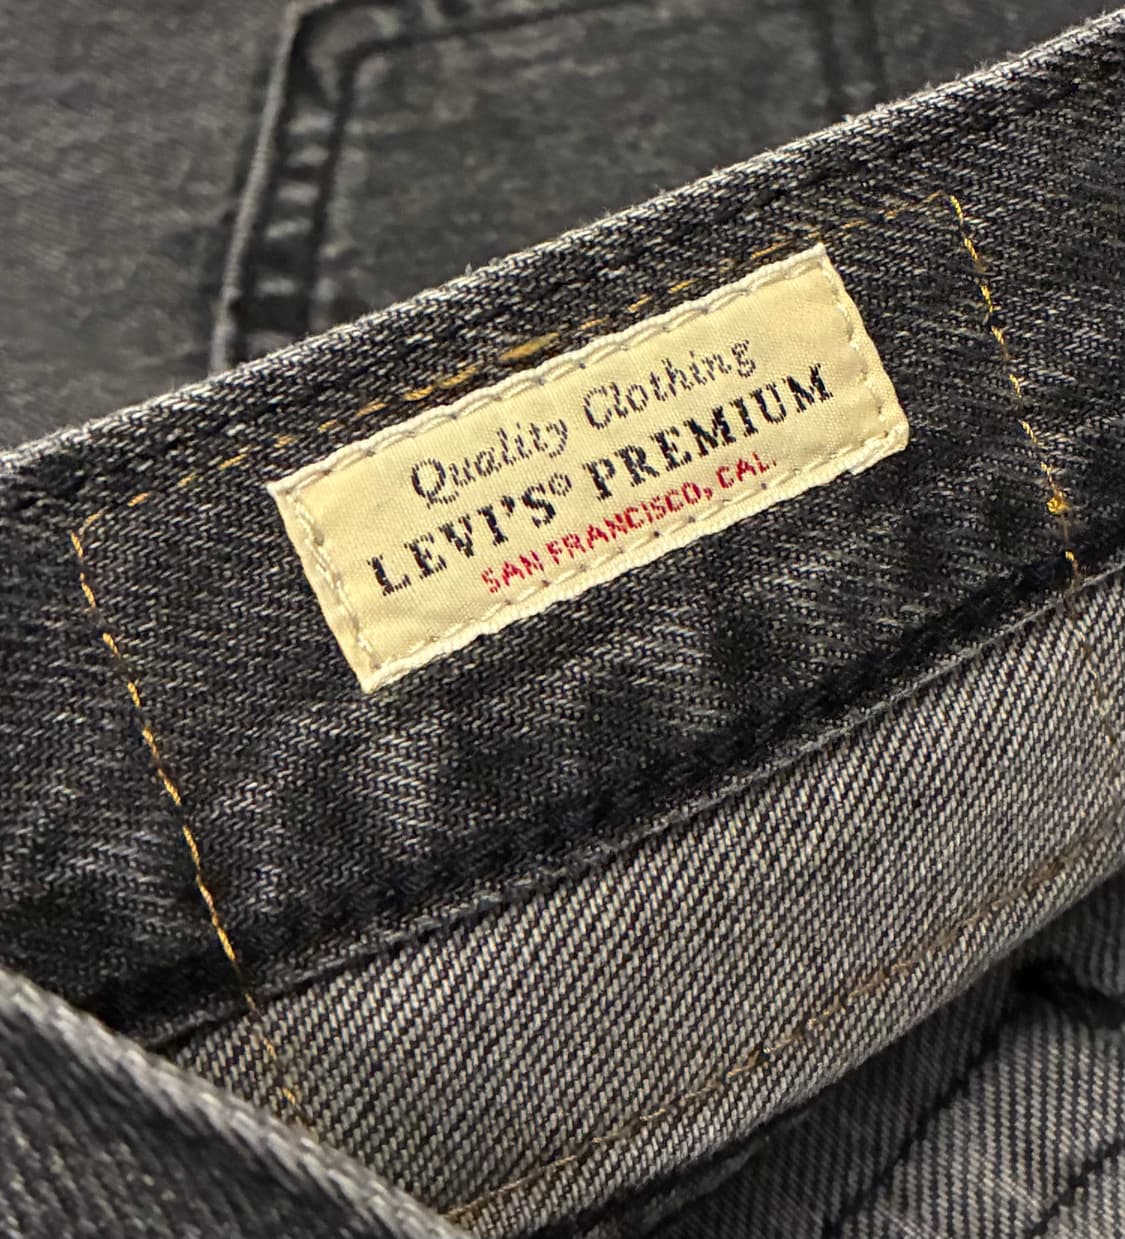 Quality Clothing
LEVI'S® PREMIUM
SAN FRANCISCO, CAL.